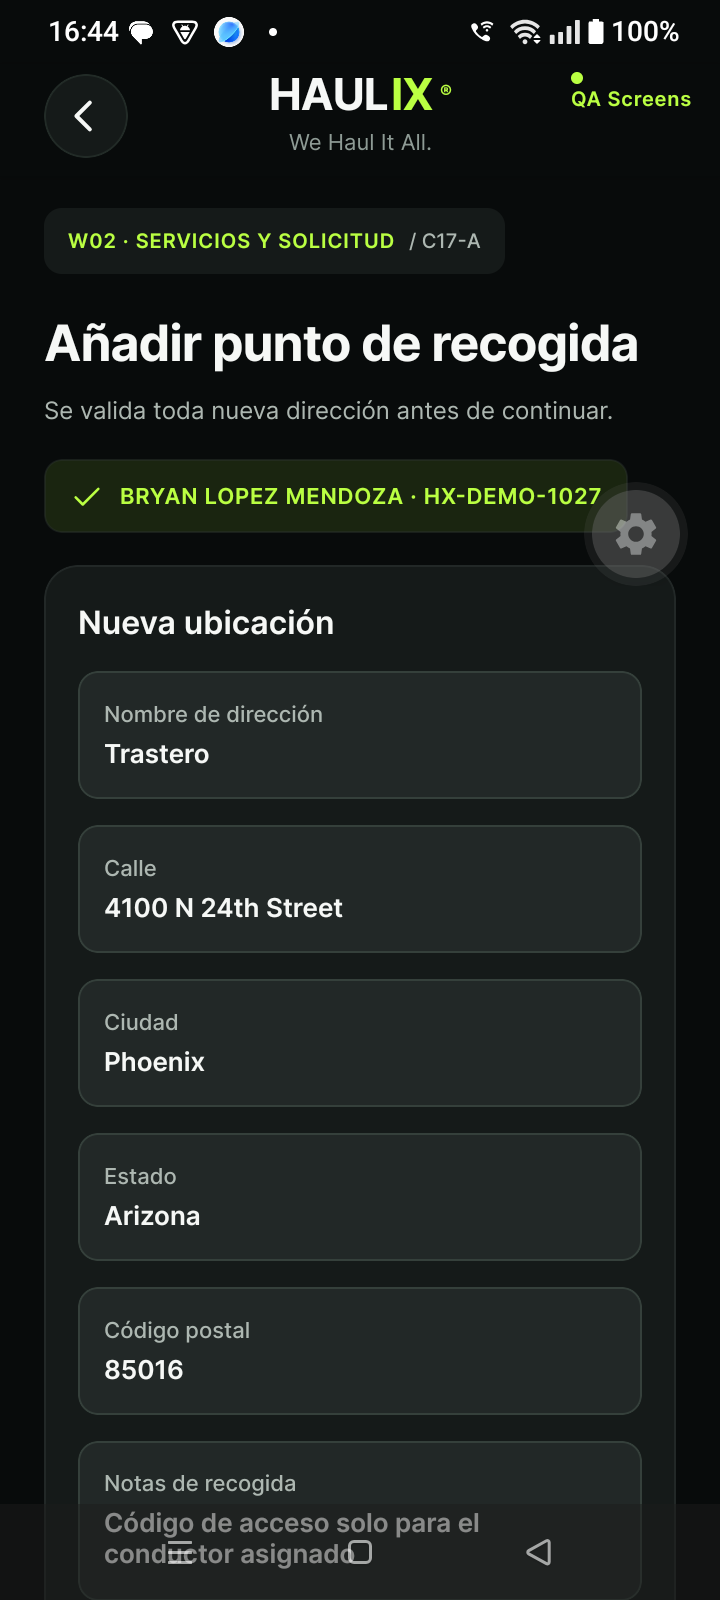 16:44 100%
HAULIX ®
QA Screens
We Haul It All.
W02 · SERVICIOS Y SOLICITUD / C17-A
Añadir punto de recogida
Se valida toda nueva dirección antes de continuar.
BRYAN LOPEZ MENDOZA · HX-DEMO-1027
Nueva ubicación
Nombre de dirección
Trastero
Calle
4100 N 24th Street
Ciudad
Phoenix
Estado
Arizona
Código postal
85016
Notas de recogida
Código de acceso solo para el
conductor asignado